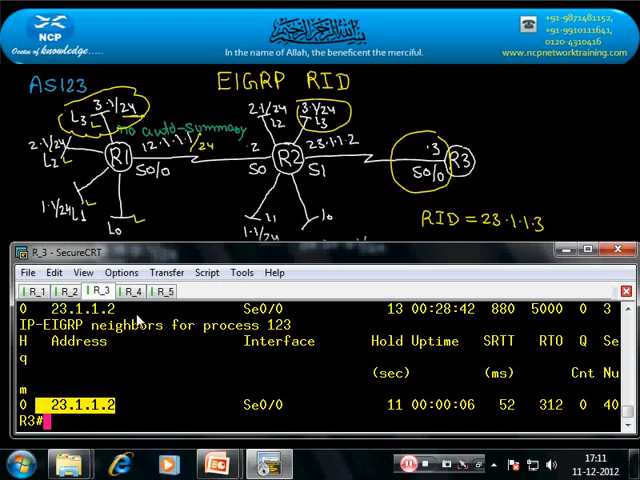 NCP
Ocean of knowledge..
بسم الله الرحمن الرحيم
In the name of Allah, the beneficent the merciful.
+91-9871481152,
+91-9910111641,
0120-4310416
www.ncpnetworktraining.com
AS123
EIGRP RID
L3 3.1/24
2.1/24 L2
no auto-summary
R1
12.1.1.1/24
S0/0
1.1/24 L1
L0
2.1/24
L2
3.1/24
L3
.2
S0
R2
23.1.1.2
S1
1.1/24
L1
L0
.3
S0/0
R3
RID = 23.1.1.3
R_3 - SecureCRT
File Edit View Options Transfer Script Tools Help
R_1 R_2 R_3 R_4 R_5
0 23.1.1.2 Se0/0 13 00:28:42 880 5000 0 3
IP-EIGRP neighbors for process 123
H Address Interface Hold Uptime SRTT RTO Q Se
q
(sec) (ms) Cnt Nu
m
0 23.1.1.2 Se0/0 11 00:00:06 52 312 0 40
R3#
17:11
11-12-2012